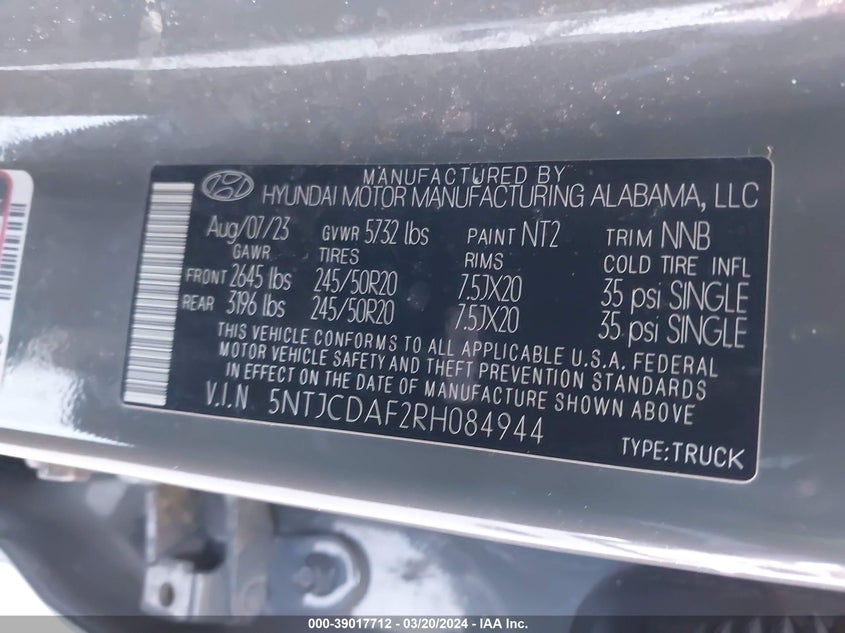 MANUFACTURED BY
HYUNDAI MOTOR MANUFACTURING ALABAMA, LLC
Aug/07/23 GVWR 5732 lbs PAINT NT2 TRIM NNB
GAWR TIRES RIMS COLD TIRE INFL
FRONT 2645 lbs 245/50R20 7.5JX20 35 psi SINGLE
REAR 3196 lbs 245/50R20 7.5JX20 35 psi SINGLE
THIS VEHICLE CONFORMS TO ALL APPLICABLE U.S.A. FEDERAL
MOTOR VEHICLE SAFETY AND THEFT PREVENTION STANDARDS
IN EFFECT ON THE DATE OF MANUFACTURE SHOWN ABOVE
V.I.N 5NTJCDAF2RH084944
TYPE:TRUCK
000-39017712 - 03/20/2024 - IAA Inc.